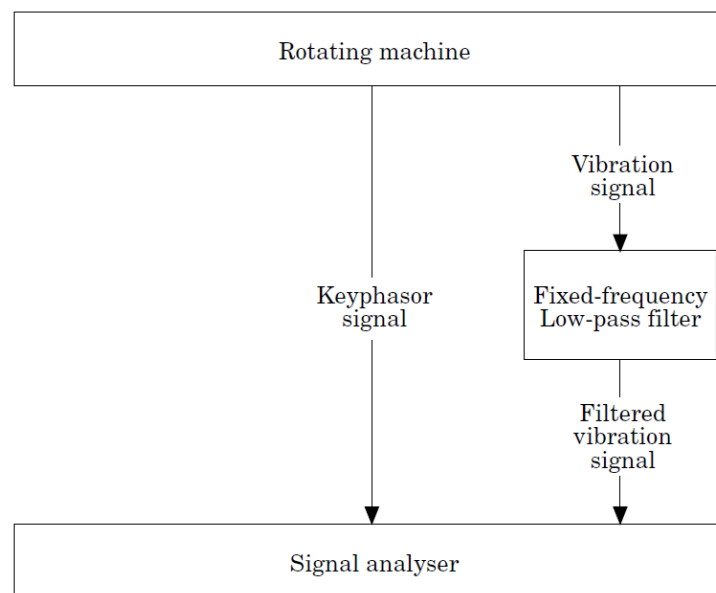 Rotating machine
Vibration
signal
Keyphasor
signal
Fixed-frequency
Low-pass filter
Filtered
vibration
signal
Signal analyser